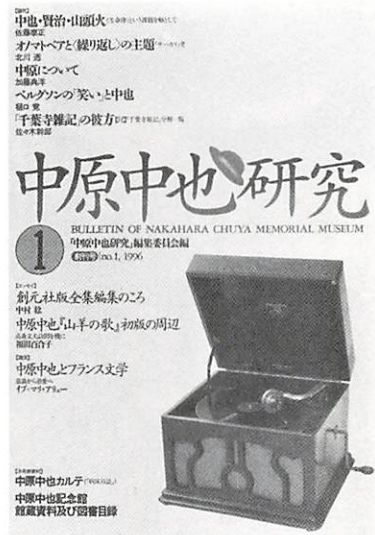 中也・賢治・山頭火
佐藤泰正
オノマトペアと〈繰り返し〉の主題
北川 透
中原について
加藤典洋
ベルグソンの「笑い」と中也
樋口 覚
「千葉寺雑記」の彼方
佐々木幹郎
中原中也研究
1
BULLETIN OF NAKAHARA CHUYA MEMORIAL MUSEUM
『中原中也研究』編集委員会編
創刊号 no.1, 1996
創元社版全集編集のころ
中村 稔
中原中也『山羊の歌』初版の周辺
福田百合子
中原中也とフランス文学
イブ・マリ・アリュー
中原中也カルテ
中原中也記念館
館蔵資料及び図書目録